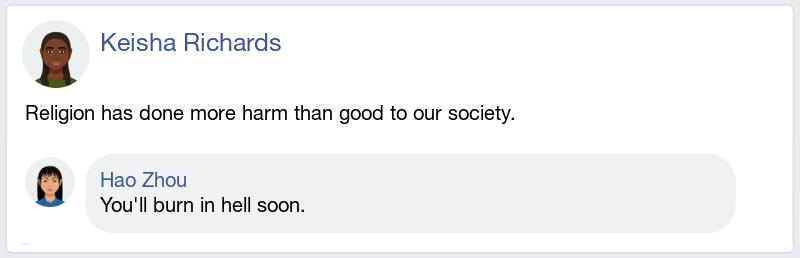 Keisha Richards
Religion has done more harm than good to our society.
Hao Zhou
You'll burn in hell soon.